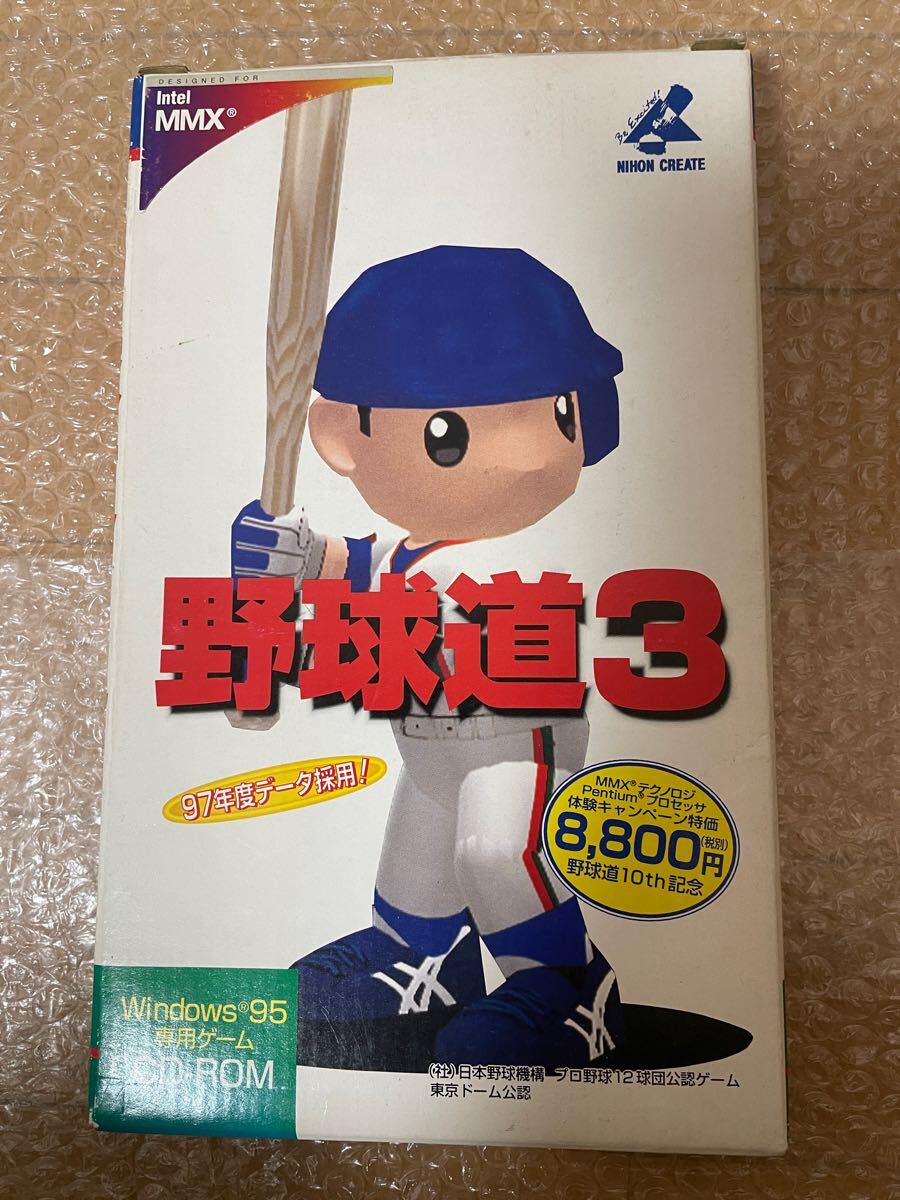 DESIGNED FOR
Intel
MMX®
Be Excited!
NIHON CREATE
野球道3
97年度データ採用!
MMX®テクノロジ
Pentium®プロセッサ
体験キャンペーン特価
8,800円(税別)
野球道10th記念
Windows®95
専用ゲーム
CD-ROM
(社)日本野球機構 プロ野球12球団公認ゲーム
東京ドーム公認